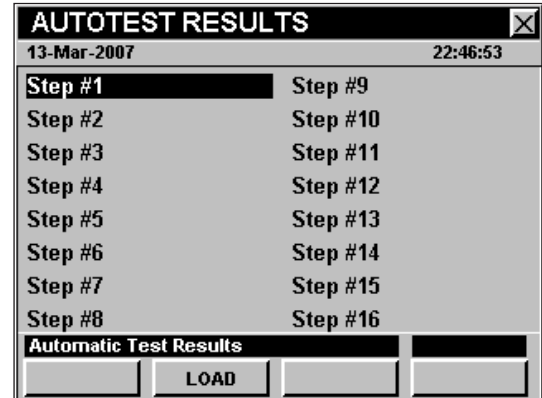 AUTOTEST RESULTS
13-Mar-2007 22:46:53
Step #1 Step #9
Step #2 Step #10
Step #3 Step #11
Step #4 Step #12
Step #5 Step #13
Step #6 Step #14
Step #7 Step #15
Step #8 Step #16
Automatic Test Results
LOAD